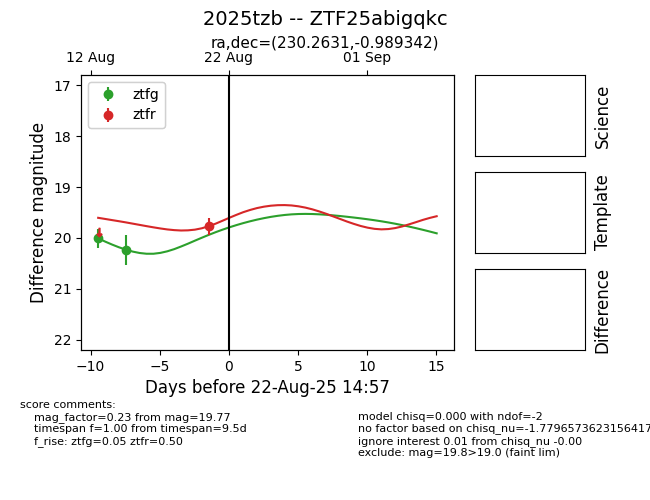 2025tzb -- ZTF25abigqkc
ra,dec=(230.2631,-0.989342)
12 Aug 22 Aug 01 Sep
ztfg
ztfr
17
18
19
20
21
22
Difference magnitude
−10 −5 0 5 10 15
Days before 22-Aug-25 14:57
Science
Template
Difference
score comments:
mag_factor=0.23 from mag=19.77
timespan f=1.00 from timespan=9.5d
f_rise: ztfg=0.05 ztfr=0.50
model chisq=0.000 with ndof=-2
no factor based on chisq_nu=-1.7796573623156417
ignore interest 0.01 from chisq_nu -0.00
exclude: mag=19.8>19.0 (faint lim)